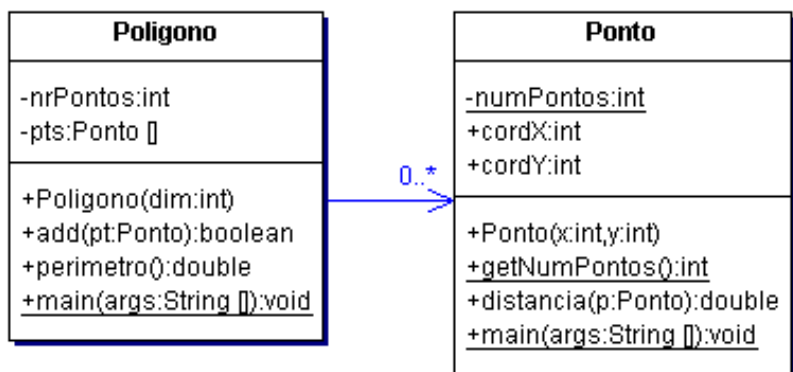 Poligono
-nrPontos:int
-pts:Ponto []
+Poligono(dim:int)
+add(pt:Ponto):boolean
+perimetro():double
+main(args:String []):void
0..*
Ponto
-numPontos:int
+cordX:int
+cordY:int
+Ponto(x:int,y:int)
+getNumPontos():int
+distancia(p:Ponto):double
+main(args:String []):void